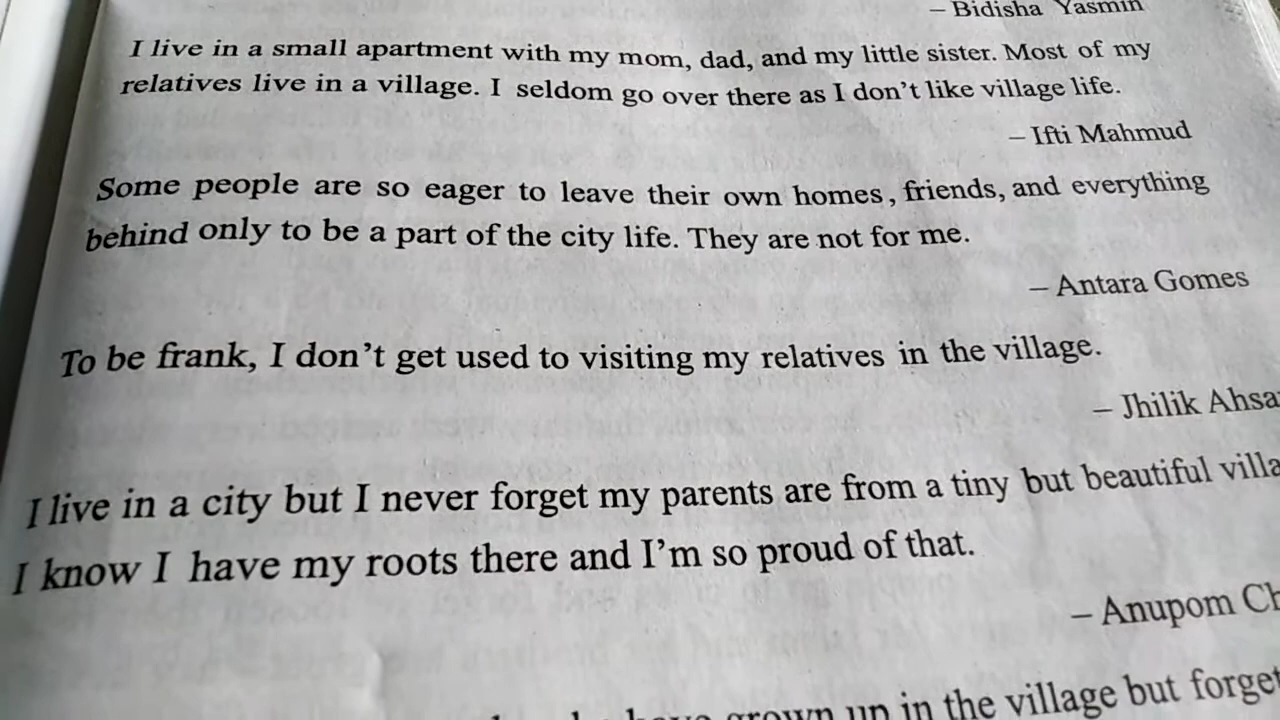 – Bidisha Yasmin
I live in a small apartment with my mom, dad, and my little sister. Most of my
relatives live in a village. I seldom go over there as I don't like village life.
– Ifti Mahmud
Some people are so eager to leave their own homes, friends, and everything
behind only to be a part of the city life. They are not for me.
– Antara Gomes
To be frank, I don't get used to visiting my relatives in the village.
– Jhilik
I live in a city but I never forget my parents are from a tiny but beautiful
I know I have my roots there and I'm so proud of that.
– Anupom
grown up in the village but forget